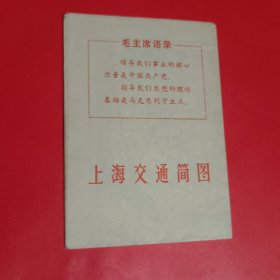 毛主席语录
领导我们事业的核心
力量是中国共产党。
指导我们思想的理论
基础是马克思列宁主义。
上海交通简图